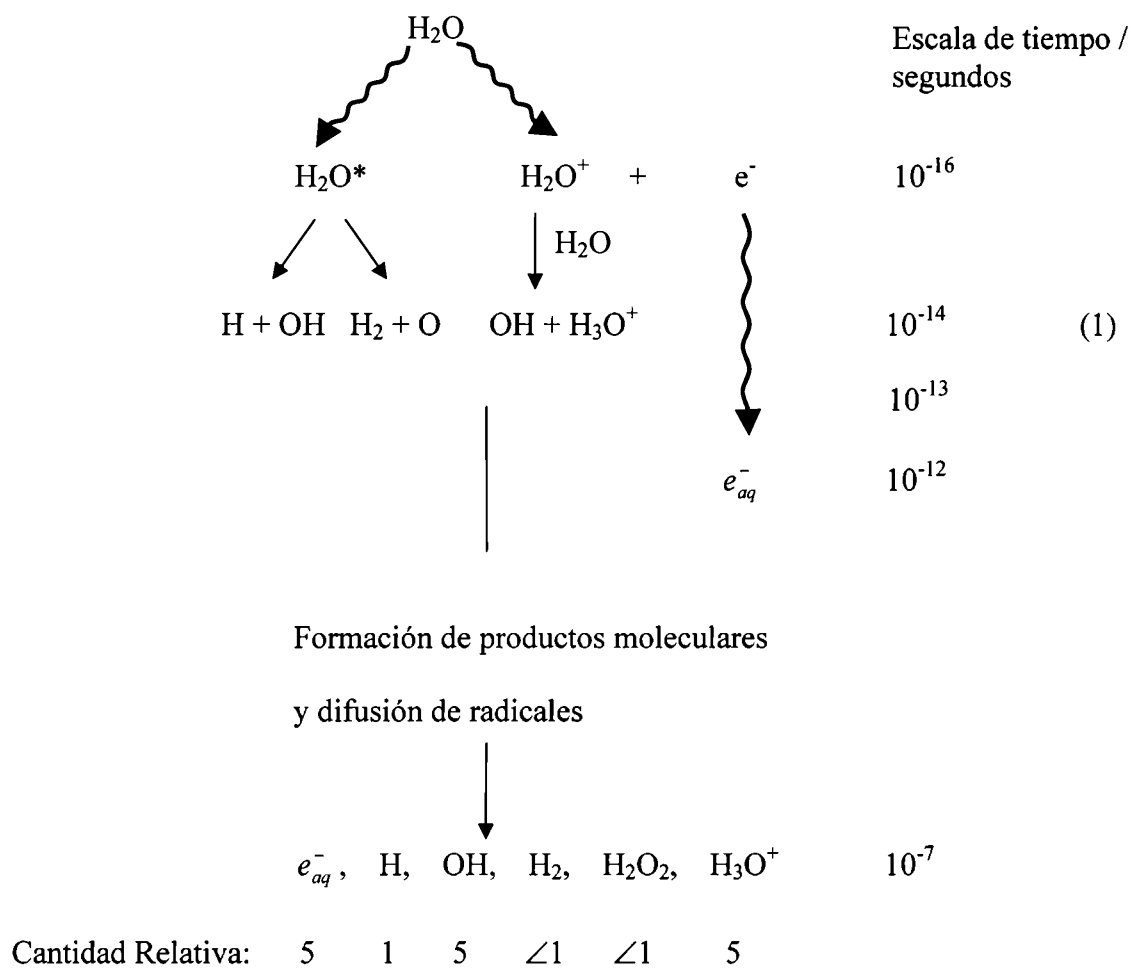 H₂O
Escala de tiempo /
segundos
H₂O* H₂O⁺ + e⁻ 10⁻¹⁶
H₂O
H + OH H₂ + O OH + H₃O⁺ 10⁻¹⁴ (1)
10⁻¹³
e⁻aq 10⁻¹²
Formación de productos moleculares
y difusión de radicales
e⁻aq, H, OH, H₂, H₂O₂, H₃O⁺ 10⁻⁷
Cantidad Relativa: 5 1 5 ∠1 ∠1 5